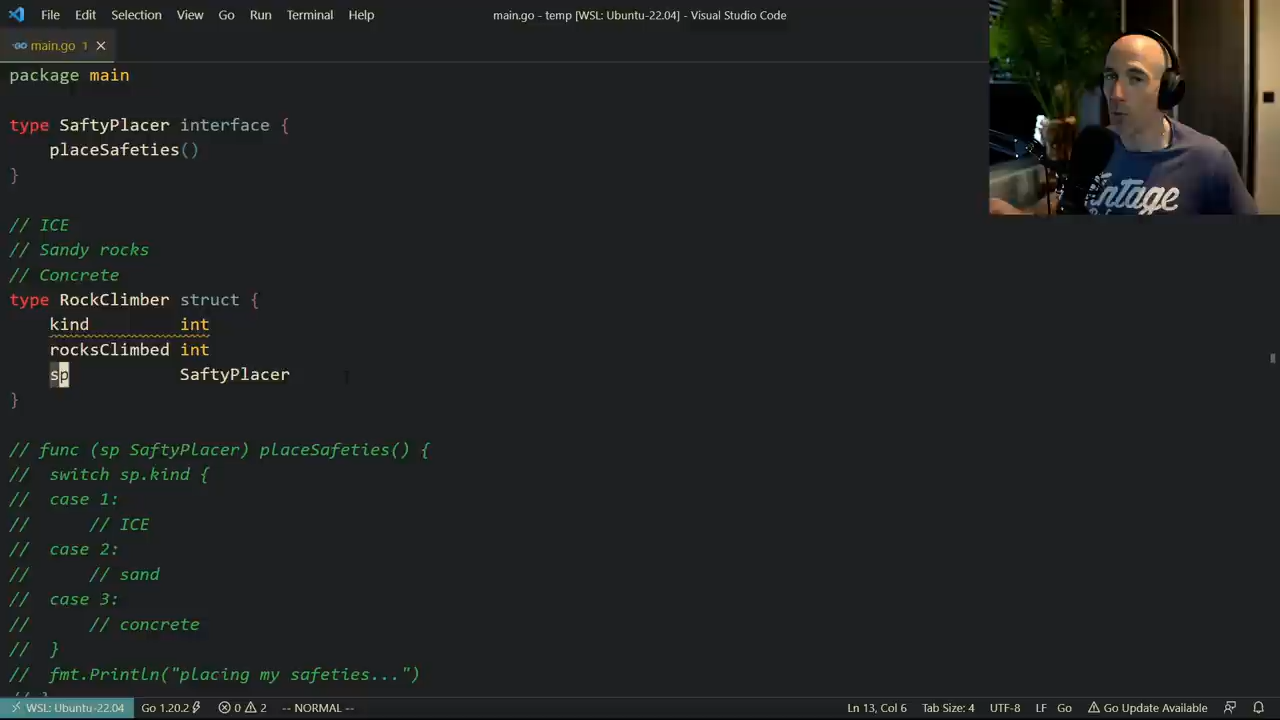 File Edit Selection View Go Run Terminal Help main.go - temp [WSL: Ubuntu-22.04] - Visual Studio Code
main.go 1
package main
type SaftyPlacer interface {
placeSafeties()
}
// ICE
// Sandy rocks
// Concrete
type RockClimber struct {
kind int
rocksClimbed int
sp SaftyPlacer
}
// func (sp SaftyPlacer) placeSafeties() {
// switch sp.kind {
// case 1:
// // ICE
// case 2:
// // sand
// case 3:
// // concrete
// }
// fmt.Println("placing my safeties...")
// }
WSL: Ubuntu-22.04 Go 1.20.2 0 2 -- NORMAL -- Ln 13, Col 6 Tab Size: 4 UTF-8 LF Go Go Update Available